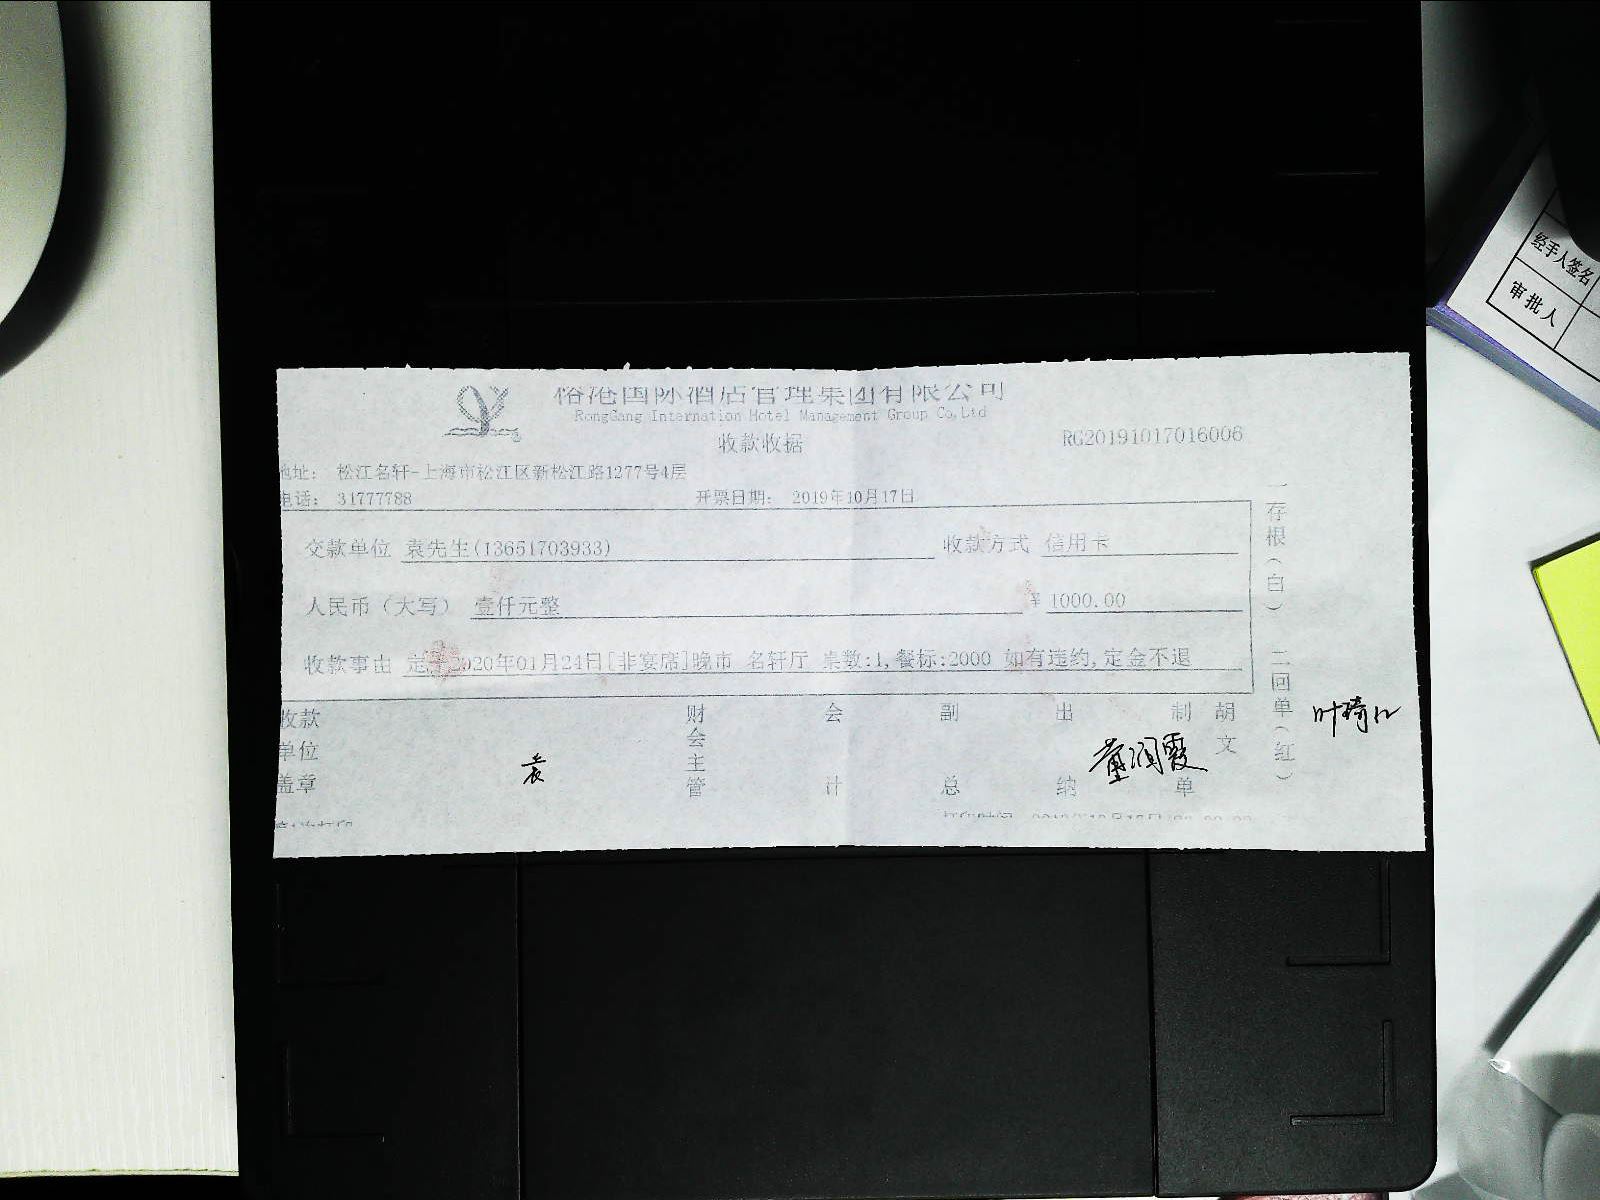 榕港国际酒店管理集团有限公司
RongGang International Hotel Management Group Co,Ltd
收款收据
RG20191017016006
地址: 松江名轩-上海市松江区新松江路1277号4层
电话: 31777788 开票日期: 2019年10月17日
交款单位 袁先生(13651703933) 收款方式 信用卡
人民币（大写） 壹仟元整 ¥ 1000.00
收款事由 定于2020年01月24日[非宴席]晚市 名轩厅 桌数:1,餐标:2000 如有违约,定金不退
收款单位盖章
袁
财会主管
会计
副总
出纳
董润霞
制单
胡文
一存根（白）
二回单（红）
经手人签名
审批人